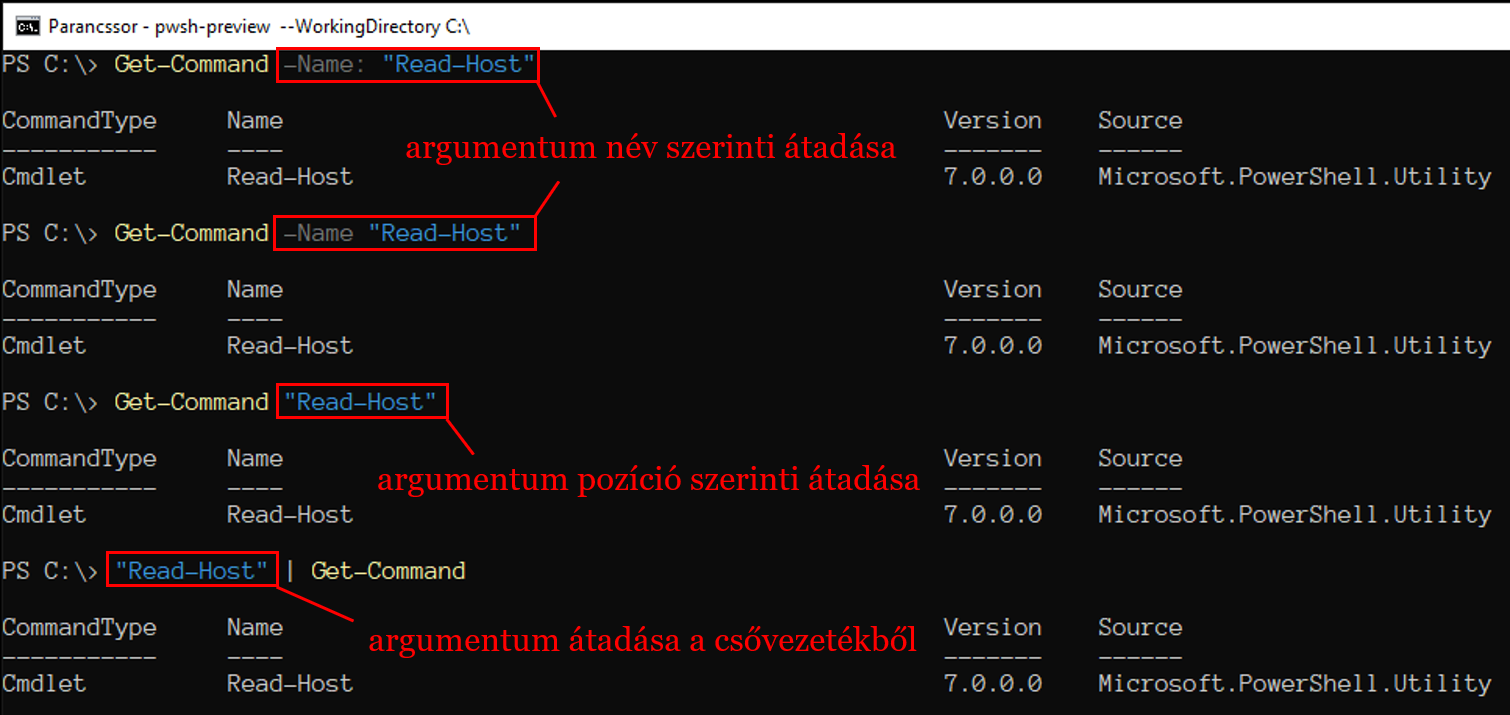 Parancssor - pwsh-preview --WorkingDirectory C:\
PS C:\> Get-Command -Name: "Read-Host"
CommandType Name Version Source
----------- ---- ------- ------
argumentum név szerinti átadása
Cmdlet Read-Host 7.0.0.0 Microsoft.PowerShell.Utility
PS C:\> Get-Command -Name "Read-Host"
CommandType Name Version Source
----------- ---- ------- ------
Cmdlet Read-Host 7.0.0.0 Microsoft.PowerShell.Utility
PS C:\> Get-Command "Read-Host"
CommandType Name Version Source
argumentum pozíció szerinti átadása
----------- ---- ------- ------
Cmdlet Read-Host 7.0.0.0 Microsoft.PowerShell.Utility
PS C:\> "Read-Host" | Get-Command
CommandType Name Version Source
argumentum átadása a csővezetékből
----------- ---- ------- ------
Cmdlet Read-Host 7.0.0.0 Microsoft.PowerShell.Utility